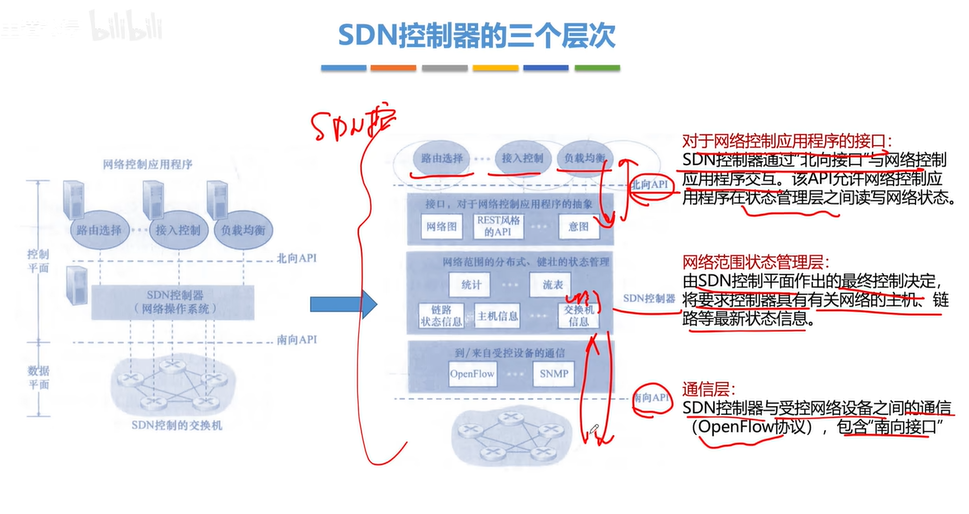 bilibili
SDN控制器的三个层次
SDN控
网络控制应用程序
路由选择 ··· 接入控制 负载均衡
北向API
控制
平面
SDN控制器
(网络操作系统)
南向API
数据
平面
SDN控制的交换机
路由选择 ··· 接入控制 负载均衡
北向API
接口,对于网络控制应用程序的抽象
网络图 REST风格
的API ··· 意图
网络范围的分布式、健壮的状态管理
统计 ··· 流表
链路
状态信息 主机信息 ··· 交换机
信息
SDN控制器
到/来自受控设备的通信
OpenFlow ··· SNMP
南向API
对于网络控制应用程序的接口:
SDN控制器通过“北向接口”与网络控制
应用程序交互。该API允许网络控制应
用程序在状态管理层之间读写网络状态。
网络范围状态管理层:
由SDN控制平面作出的最终控制决定,
将要求控制器具有有关网络的主机、链
路等最新状态信息。
通信层:
SDN控制器与受控网络设备之间的通信
(OpenFlow协议),包含“南向接口”